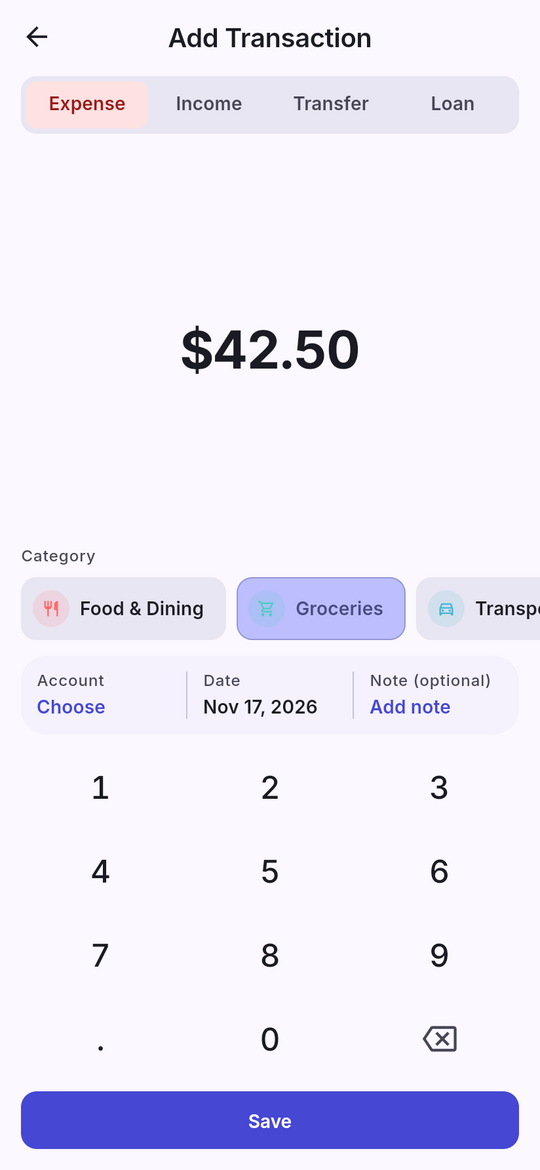 Add Transaction
Expense Income Transfer Loan
$42.50
Category
Food & Dining Groceries
Account Date Note (optional)
Choose Nov 17, 2026 Add note
1 2 3
4 5 6
7 8 9
. 0
Save